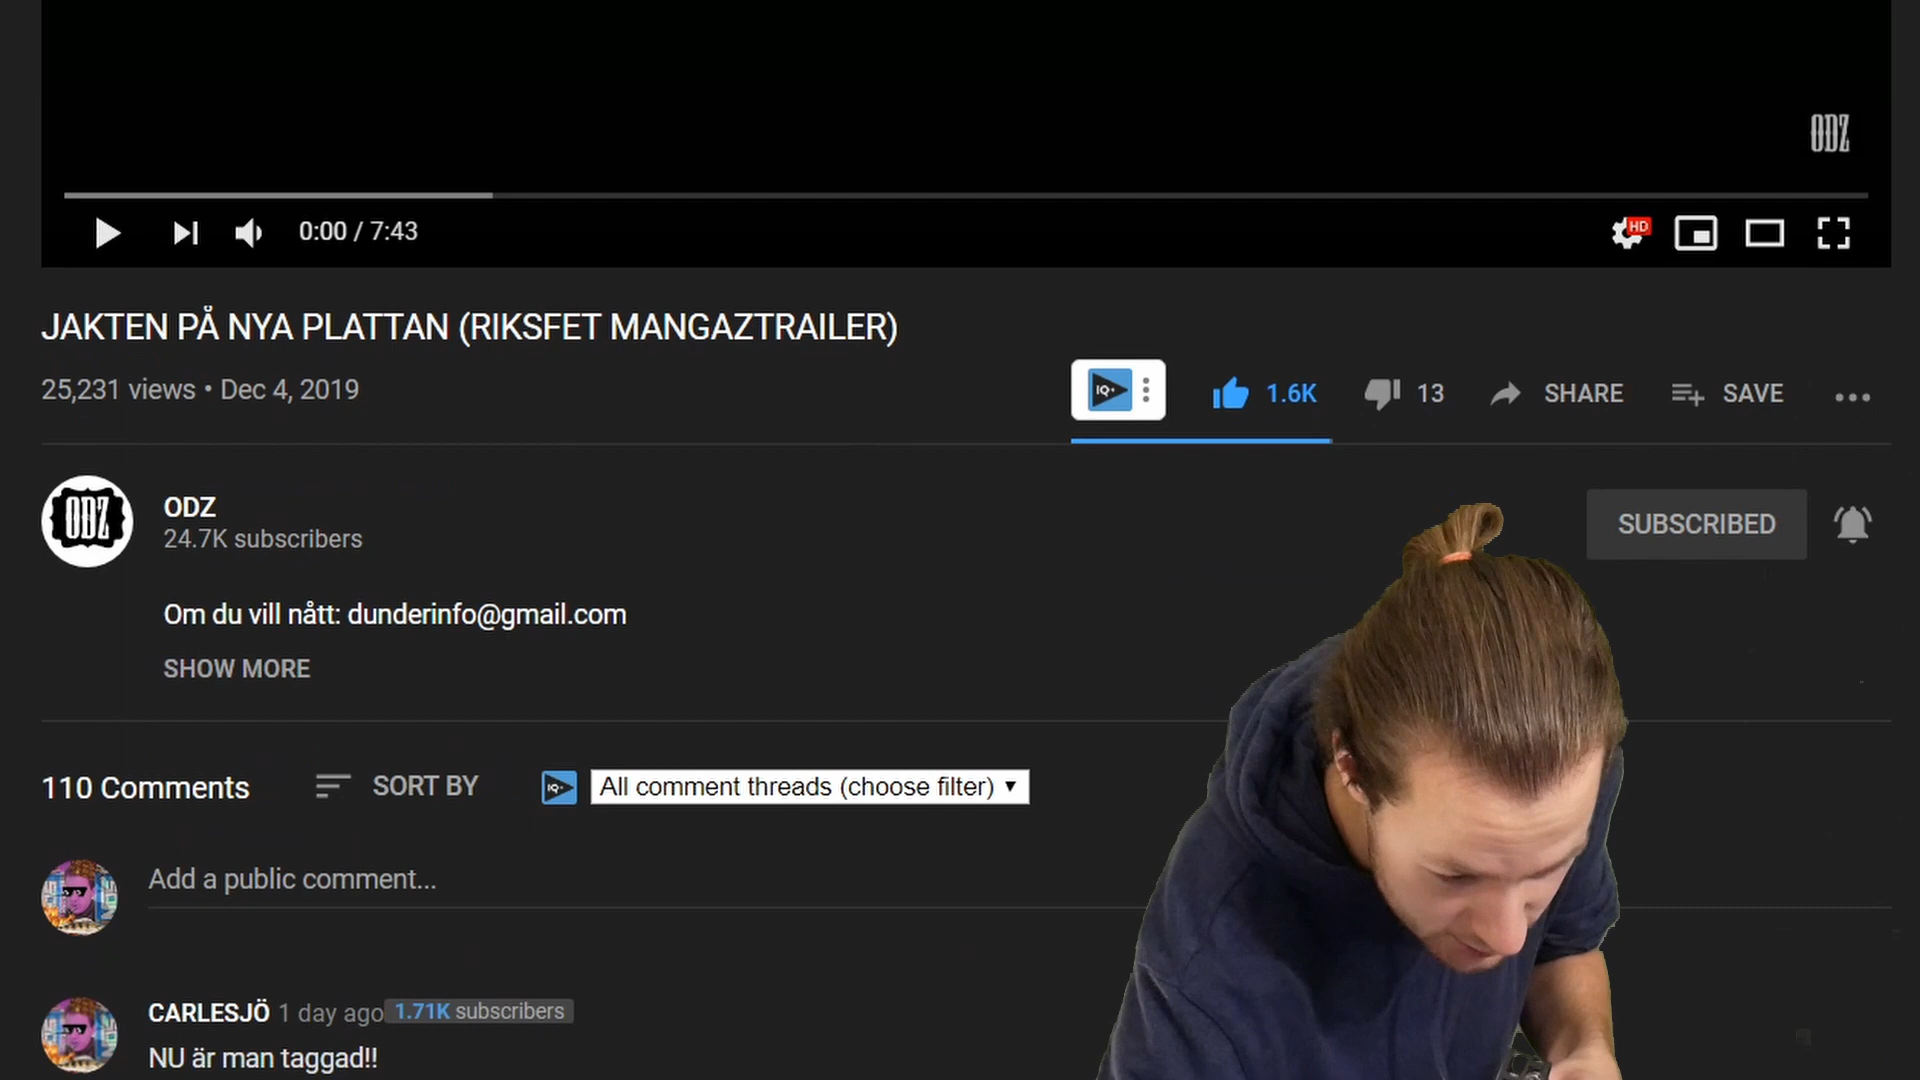 ODZ
0:00 / 7:43
HD
JAKTEN PÅ NYA PLATTAN (RIKSFET MANGAZTRAILER)
25,231 views • Dec 4, 2019
IQ+ 1.6K 13 SHARE SAVE
ODZ
ODZ
24.7K subscribers
SUBSCRIBED
Om du vill nått: dunderinfo@gmail.com
SHOW MORE
110 Comments SORT BY IQ+ All comment threads (choose filter)
Add a public comment...
CARLESJÖ 1 day ago 1.71K subscribers
NU är man taggad!!